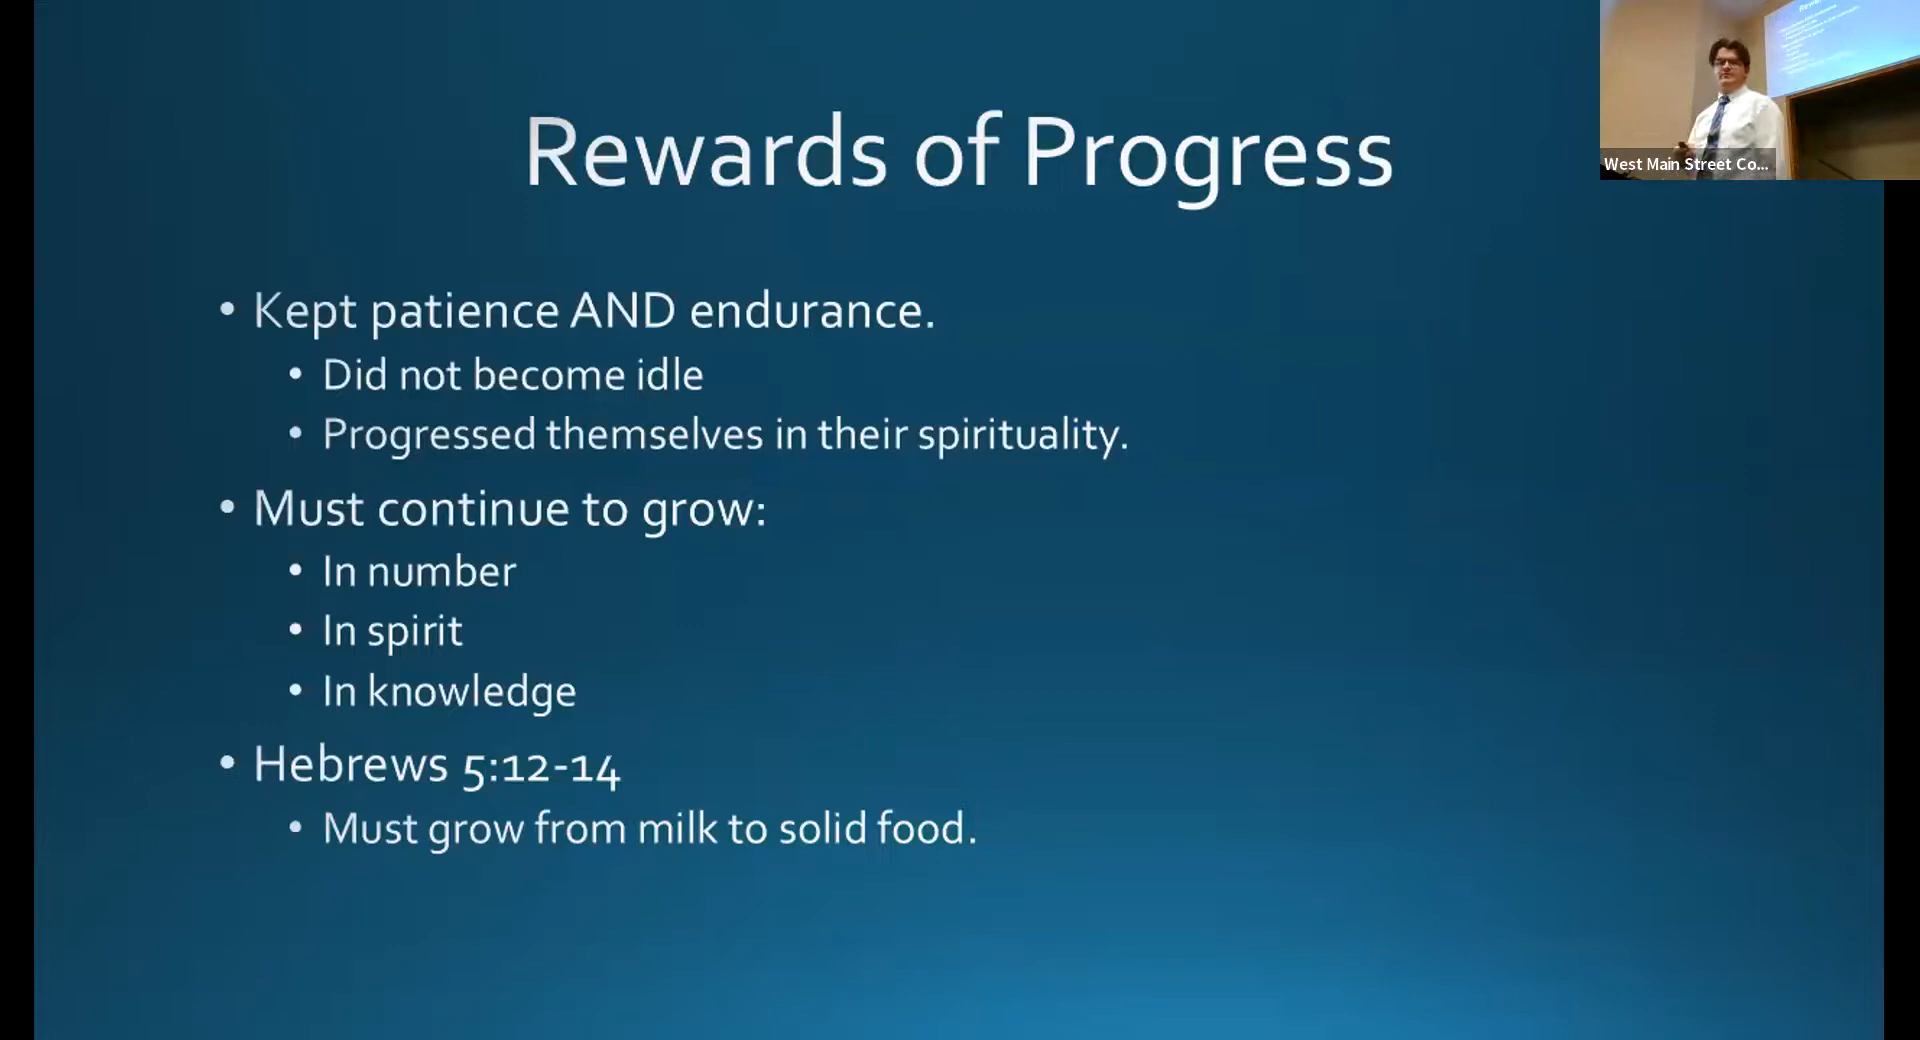 Rewards of Progress
West Main Street Co...
• Kept patience AND endurance.
• Did not become idle
• Progressed themselves in their spirituality.
• Must continue to grow:
• In number
• In spirit
• In knowledge
• Hebrews 5:12-14
• Must grow from milk to solid food.